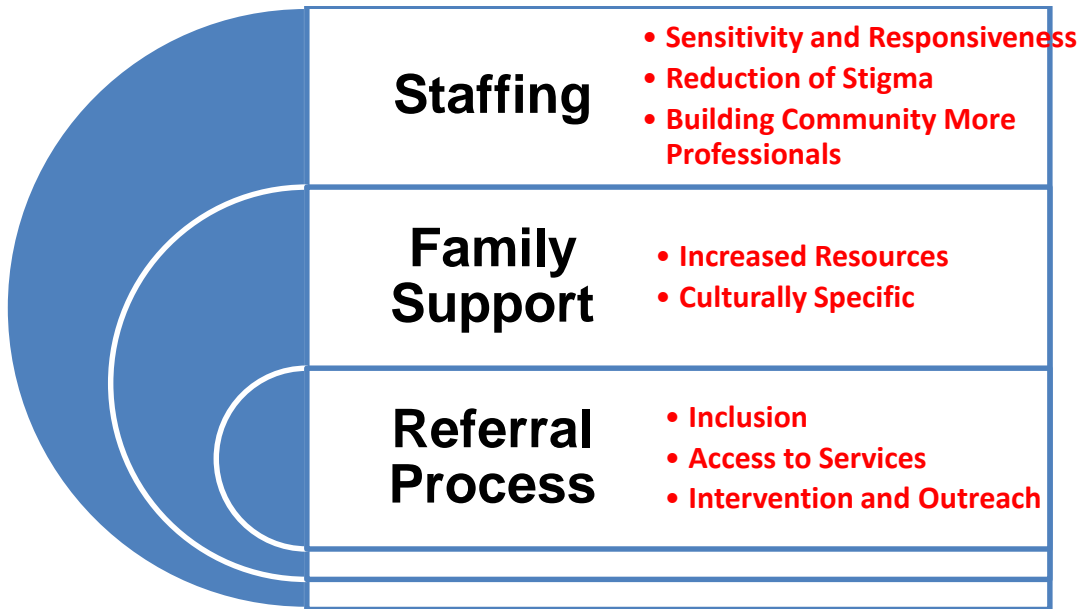 Staffing
• Sensitivity and Responsiveness
• Reduction of Stigma
• Building Community More
Professionals
Family
Support
• Increased Resources
• Culturally Specific
Referral
Process
• Inclusion
• Access to Services
• Intervention and Outreach